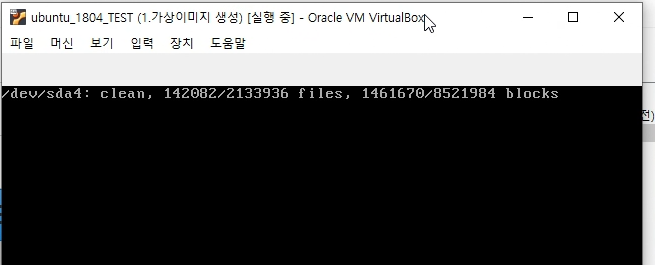 ubuntu_1804_TEST (1.가상이미지 생성) [실행 중] - Oracle VM VirtualBox
파일 머신 보기 입력 장치 도움말
/dev/sda4: clean, 142082/2133936 files, 1461670/8521984 blocks
전)